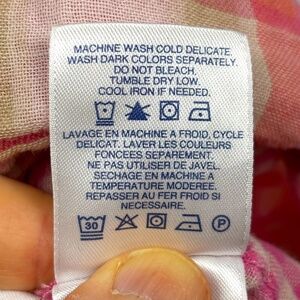 MACHINE WASH COLD DELICATE.
WASH DARK COLORS SEPARATELY.
DO NOT BLEACH.
TUMBLE DRY LOW.
COOL IRON IF NEEDED.
LAVAGE EN MACHINE A FROID, CYCLE
DELICAT. LAVER LES COULEURS
FONCEES SEPAREMENT.
NE PAS UTILISER DE JAVEL.
SECHAGE EN MACHINE A
TEMPERATURE MODEREE.
REPASSER AU FER FROID SI
NECESSAIRE.
30 P